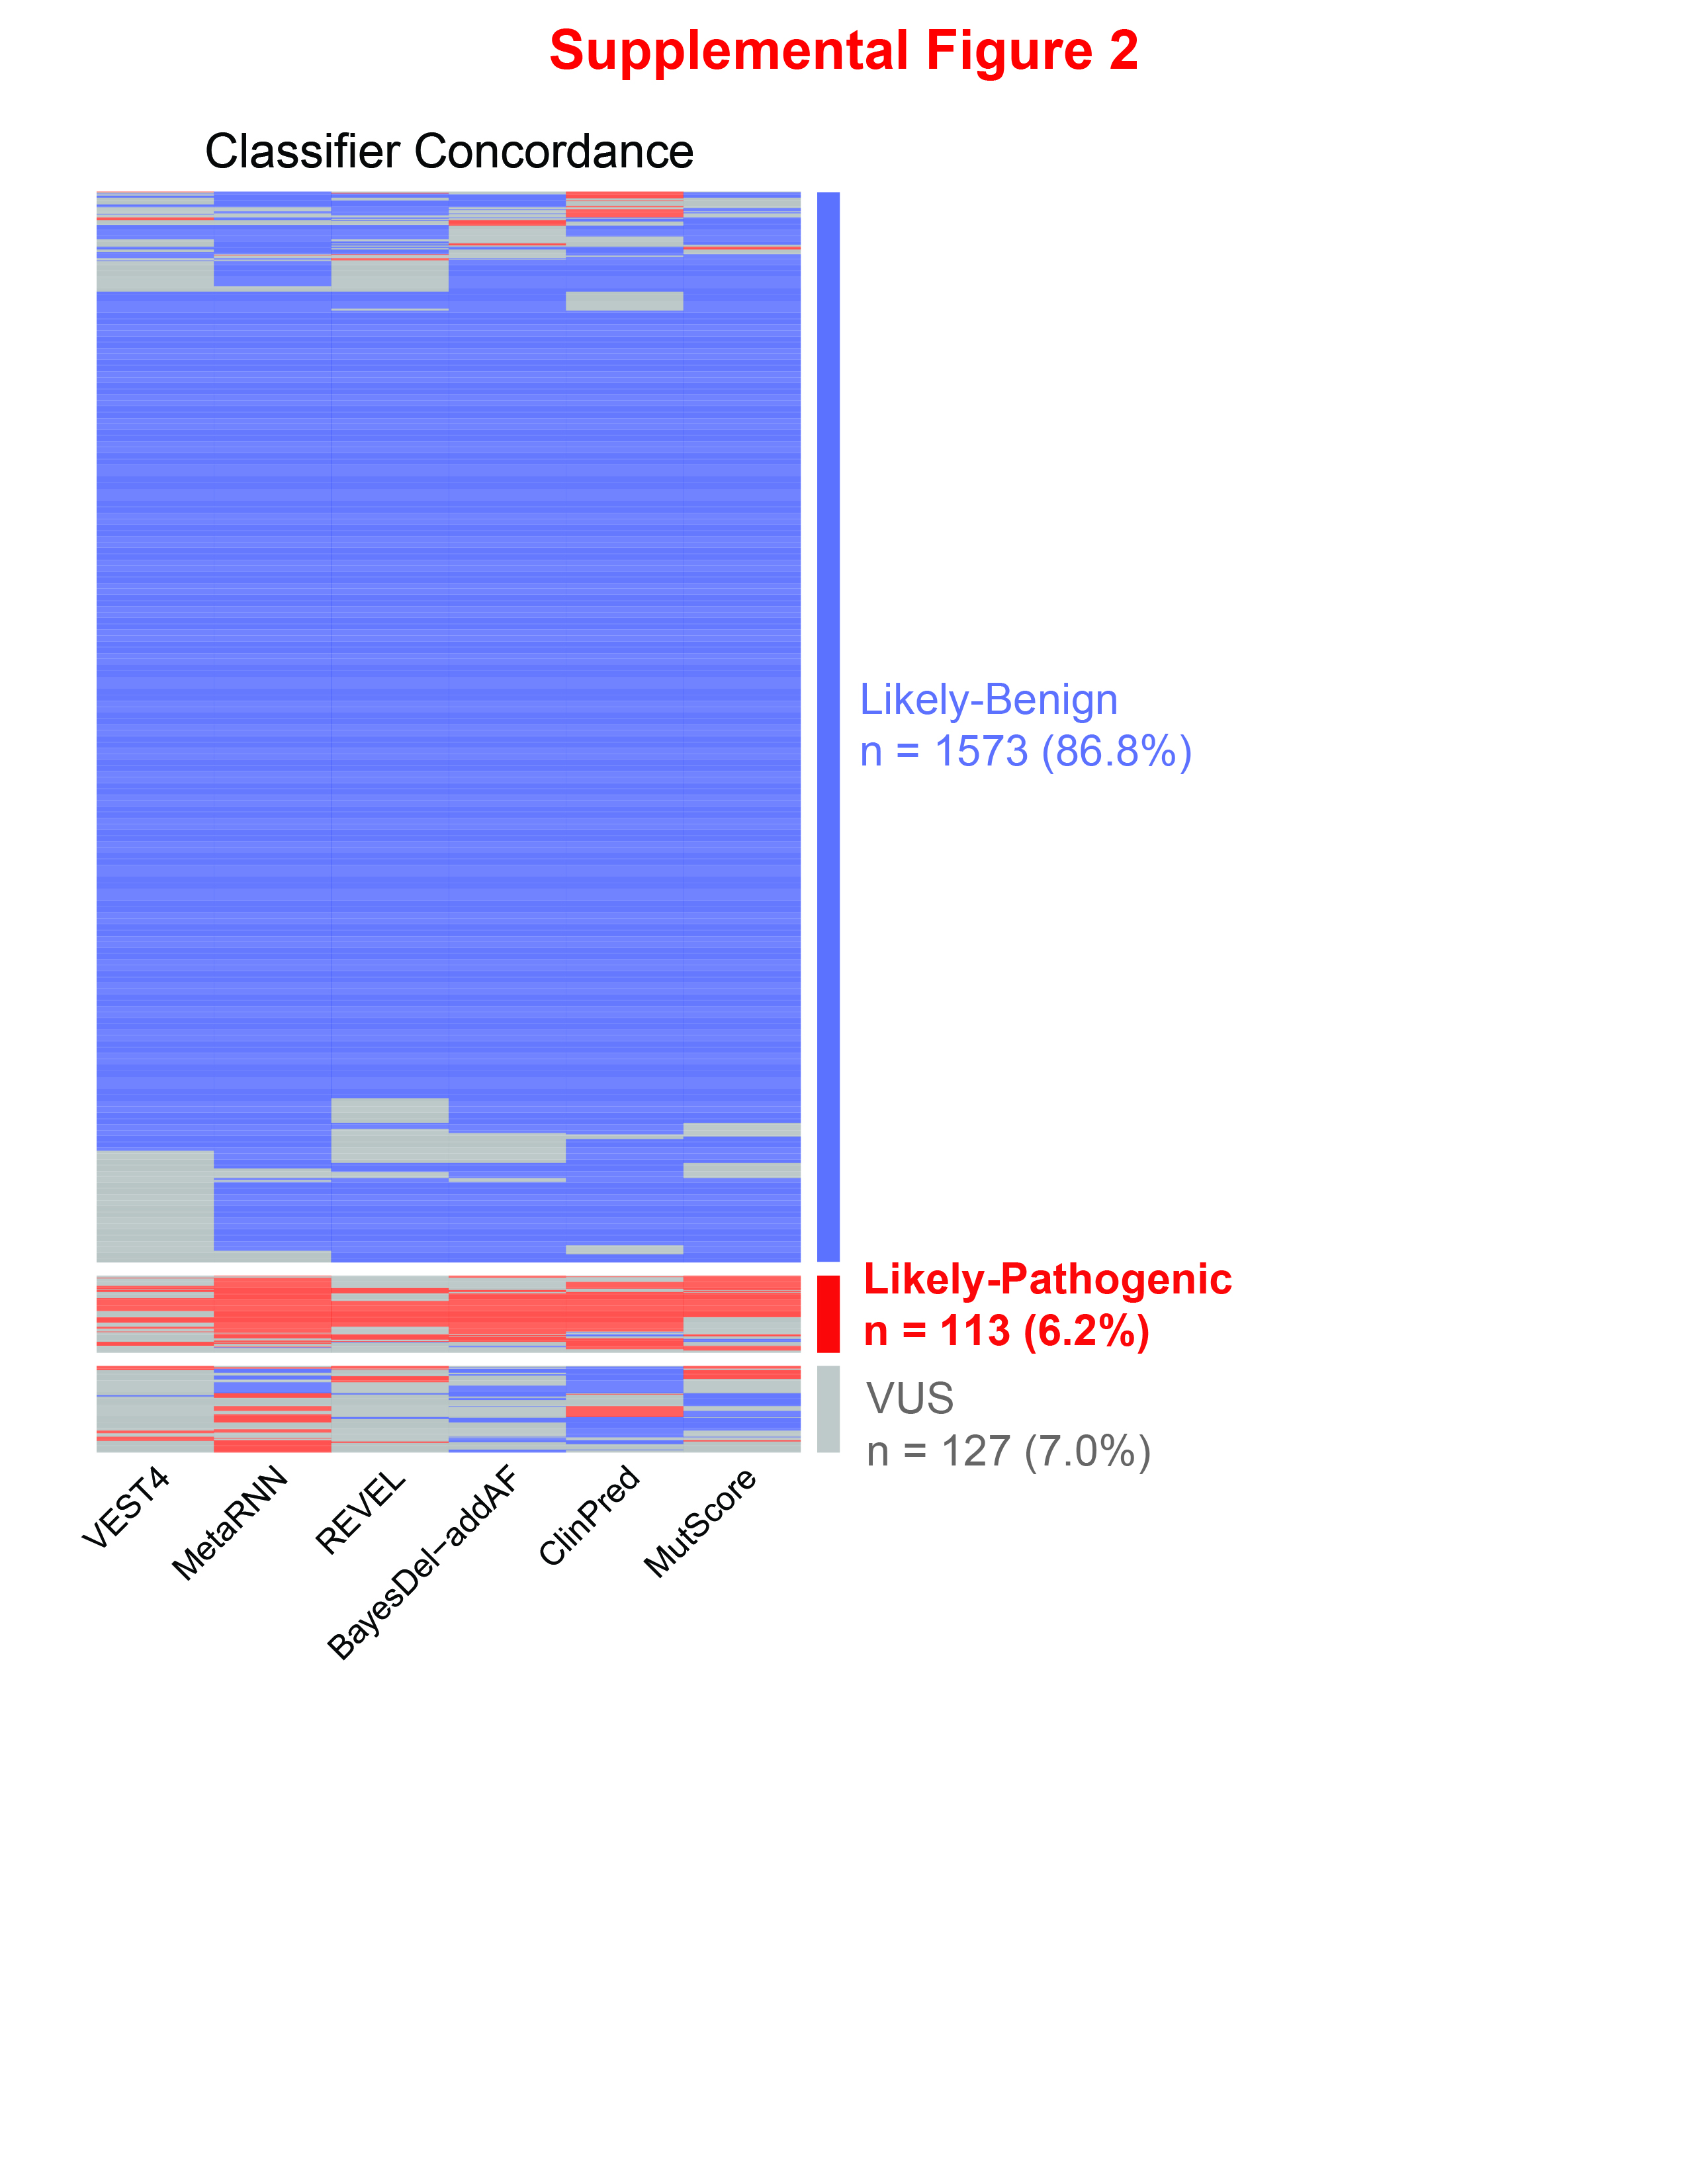 Supplemental Figure 2
Classifier Concordance
Likely-Benign
n = 1573 (86.8%)
Likely-Pathogenic
n = 113 (6.2%)
VUS
n = 127 (7.0%)
VEST4
MetaRNN
REVEL
BayesDel−addAF
ClinPred
MutScore